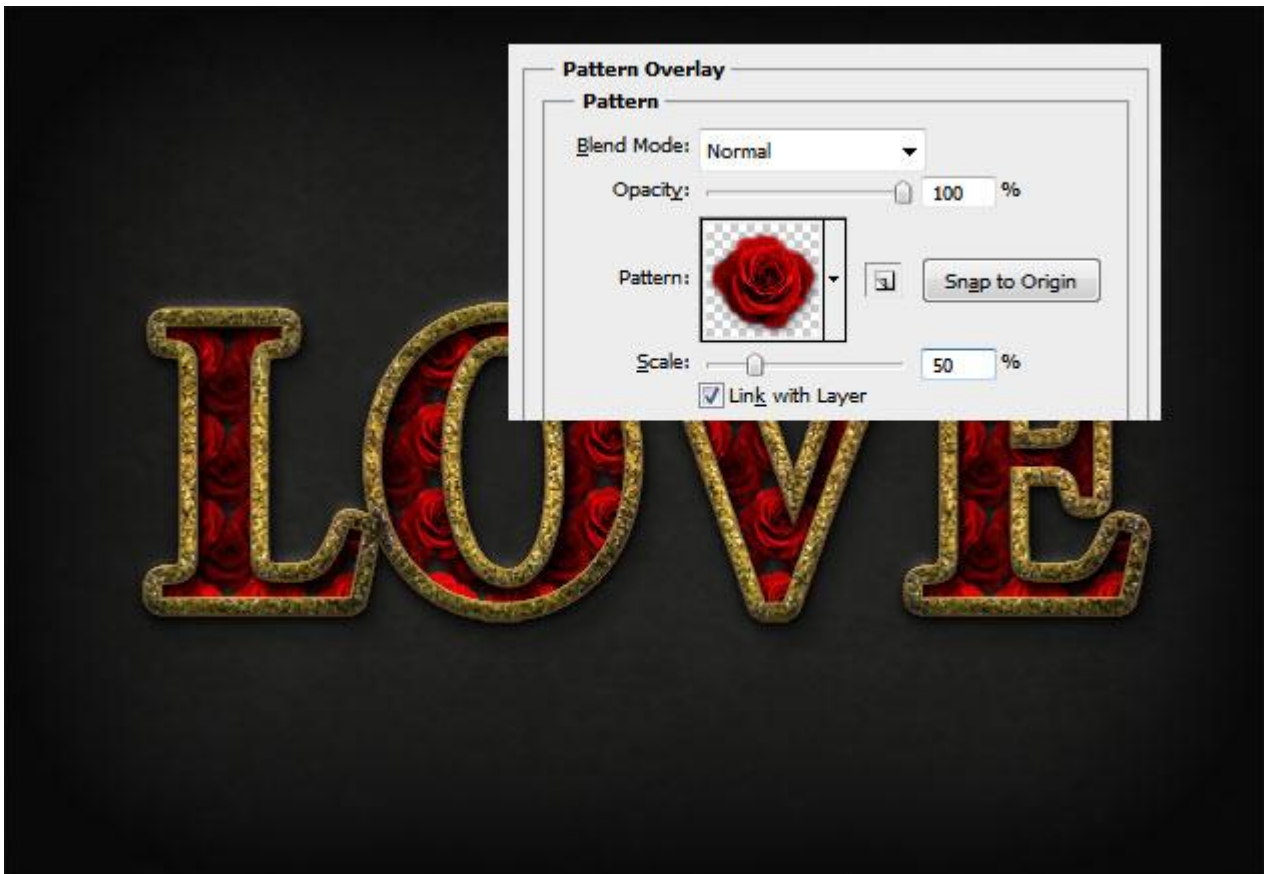 Pattern Overlay
Pattern
Blend Mode: Normal
Opacity: 100 %
Pattern: Snap to Origin
Scale: 50 %
Link with Layer
LOVE